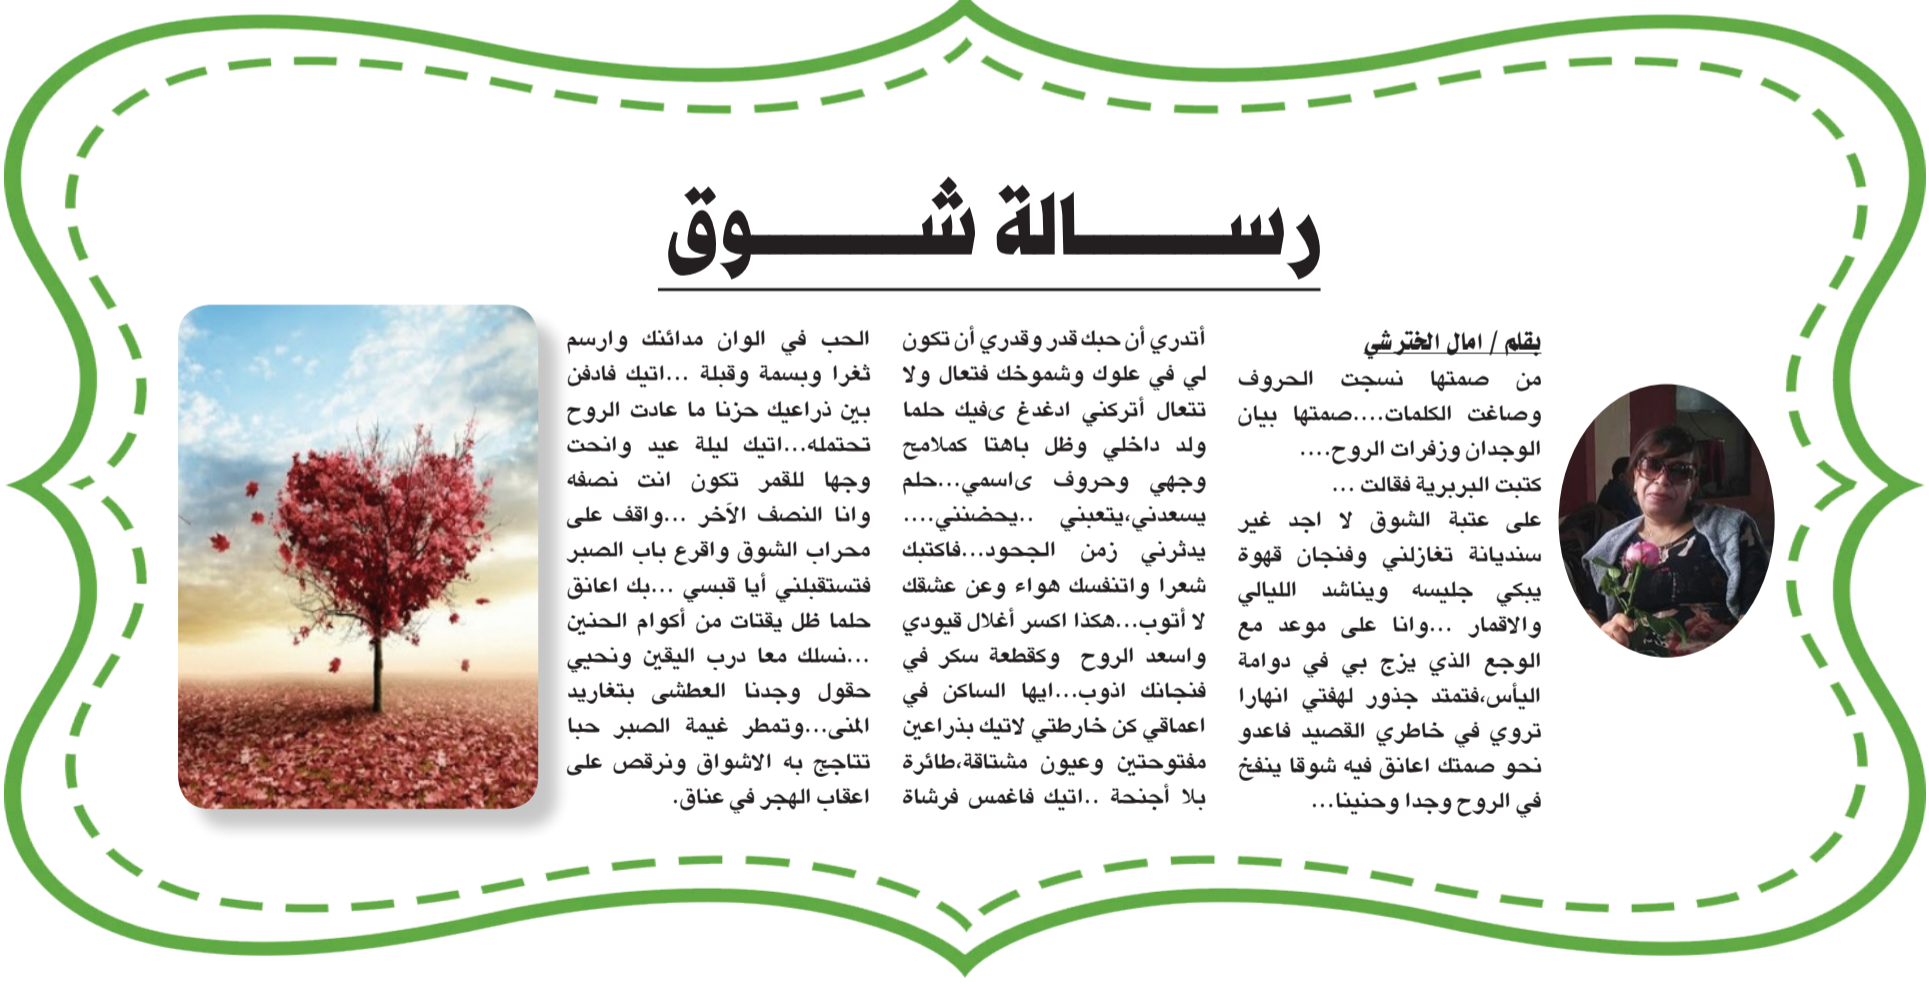 رسالة شوق
بقلم / امال الخترشي
من صمتها نسجت الحروف
وصاغت الكلمات....صمتها بيان
الوجدان وزفرات الروح....
كتبت البربرية فقالت ...
على عتبة الشوق لا اجد غير
سنديانة تغازلني وفنجان قهوة
يبكي جليسه ويناشد الليالي
والاقمار ...وانا على موعد مع
الوجع الذي يزج بي في دوامة
اليأس،فتمتد جذور لهفتي انهارا
تروي في خاطري القصيد فاعدو
نحو صمتك اعانق فيه شوقا ينفخ
في الروح وجدا وحنينا...
أتدري أن حبك قدر وقدري أن تكون
لي في علوك وشموخك فتعال ولا
تتعال أتركني ادغدغ ىفيك حلما
ولد داخلي وظل باهتا كملامح
وجهي وحروف ىاسمي...حلم
يسعدني،يتعبني ..يحضنني....
يدثرني زمن الجحود...فاكتبك
شعرا واتنفسك هواء وعن عشقك
لا أتوب...هكذا اكسر أغلال قيودي
واسعد الروح وكقطعة سكر في
فنجانك اذوب...ايها الساكن في
اعماقي كن خارطتي لاتيك بذراعين
مفتوحتين وعيون مشتاقة،طائرة
بلا أجنحة ..اتيك فاغمس فرشاة
الحب في الوان مدائنك وارسم
ثغرا وبسمة وقبلة ...اتيك فادفن
بين ذراعيك حزنا ما عادت الروح
تحتمله...اتيك ليلة عيد وانحت
وجها للقمر تكون انت نصفه
وانا النصف الآخر ...واقف على
محراب الشوق واقرع باب الصبر
فتستقبلني أيا قبسي ...بك اعانق
حلما ظل يقتات من أكوام الحنين
...نسلك معا درب اليقين ونحيي
حقول وجدنا العطشى بتغاريد
المنى...وتمطر غيمة الصبر حبا
تتاجج به الاشواق ونرقص على
اعقاب الهجر في عناق.